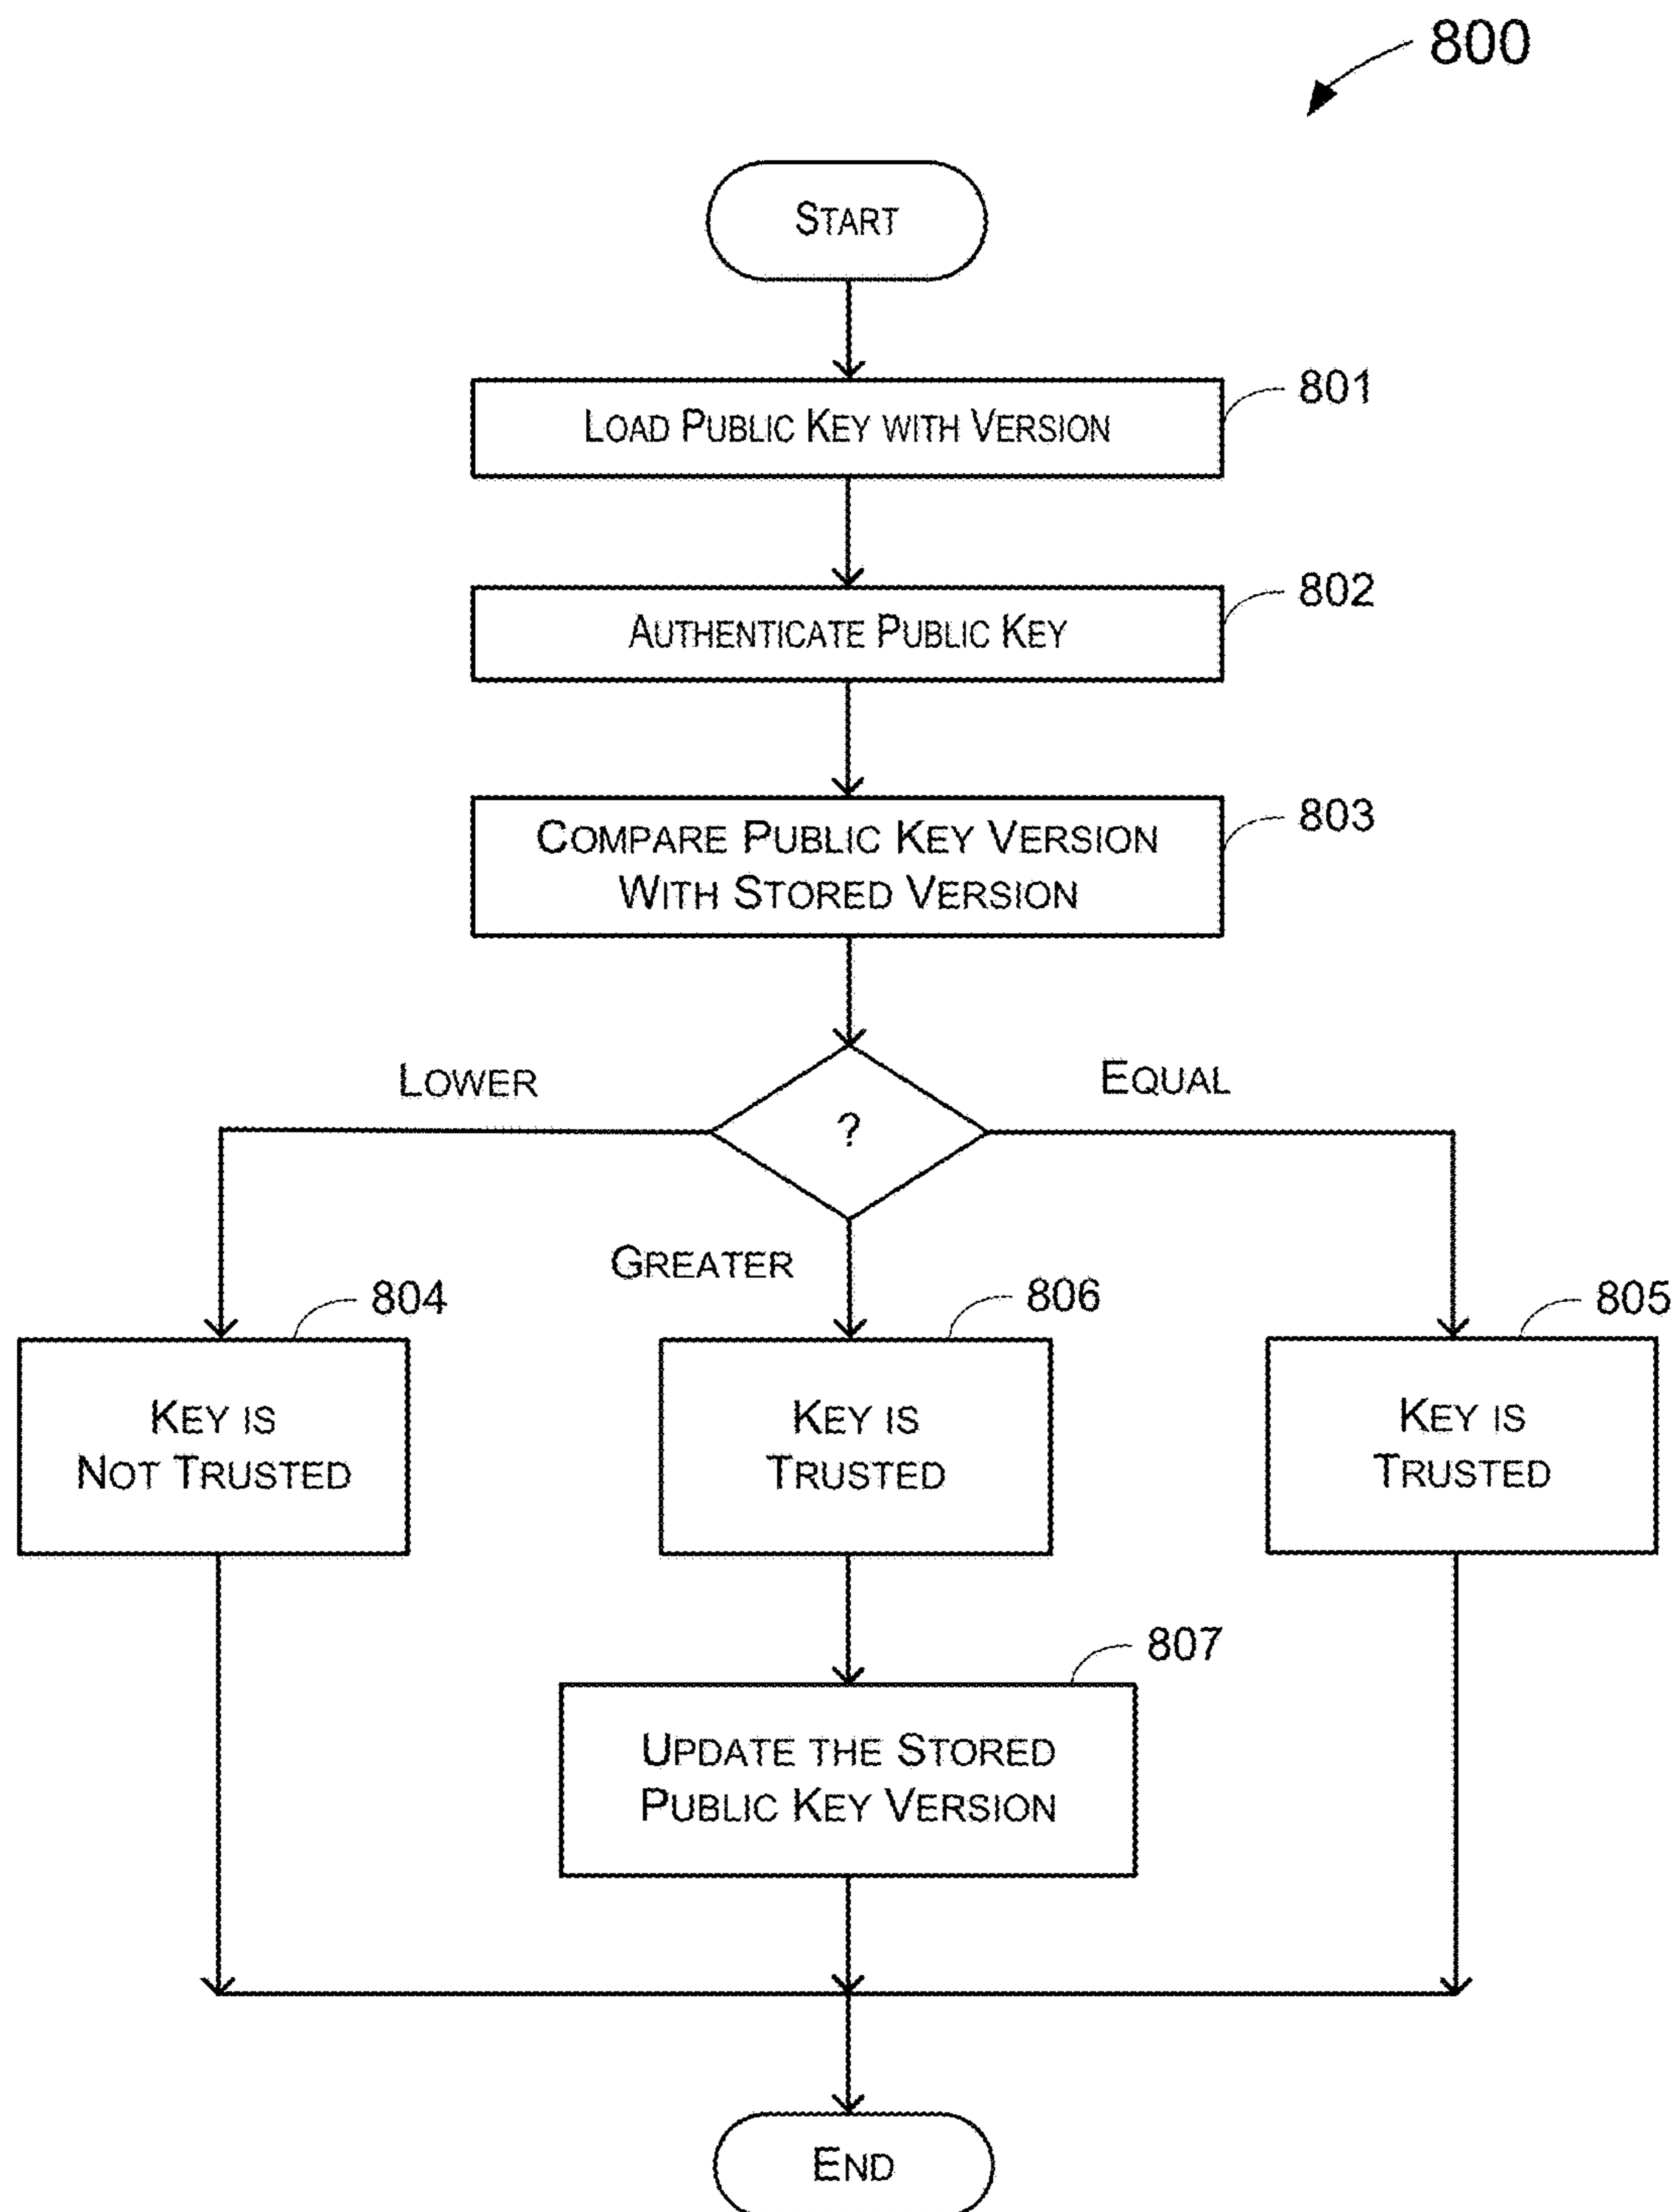 800
START
LOAD PUBLIC KEY WITH VERSION
801
AUTHENTICATE PUBLIC KEY
802
COMPARE PUBLIC KEY VERSION
WITH STORED VERSION
803
LOWER
?
EQUAL
GREATER
804
806
805
KEY IS
NOT TRUSTED
KEY IS
TRUSTED
KEY IS
TRUSTED
807
UPDATE THE STORED
PUBLIC KEY VERSION
END